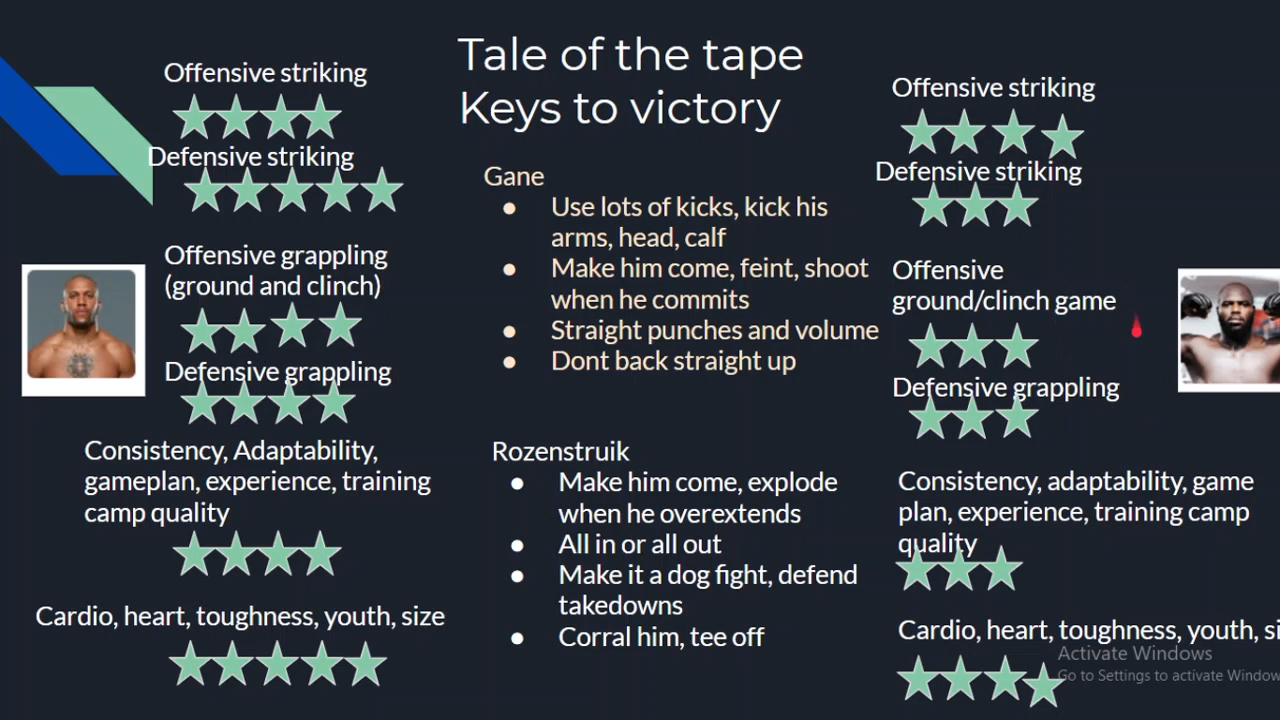 Tale of the tape
Keys to victory
Offensive striking
Defensive striking
Offensive grappling
(ground and clinch)
Defensive grappling
Consistency, Adaptability,
gameplan, experience, training
camp quality
Cardio, heart, toughness, youth, size
Gane
● Use lots of kicks, kick his
arms, head, calf
● Make him come, feint, shoot
when he commits
● Straight punches and volume
● Dont back straight up
Rozenstruik
● Make him come, explode
when he overextends
● All in or all out
● Make it a dog fight, defend
takedowns
● Corral him, tee off
Offensive striking
Defensive striking
Offensive
ground/clinch game
Defensive grappling
Consistency, adaptability, game
plan, experience, training camp
quality
Cardio, heart, toughness, youth, si
Activate Windows
Go to Settings to activate Window